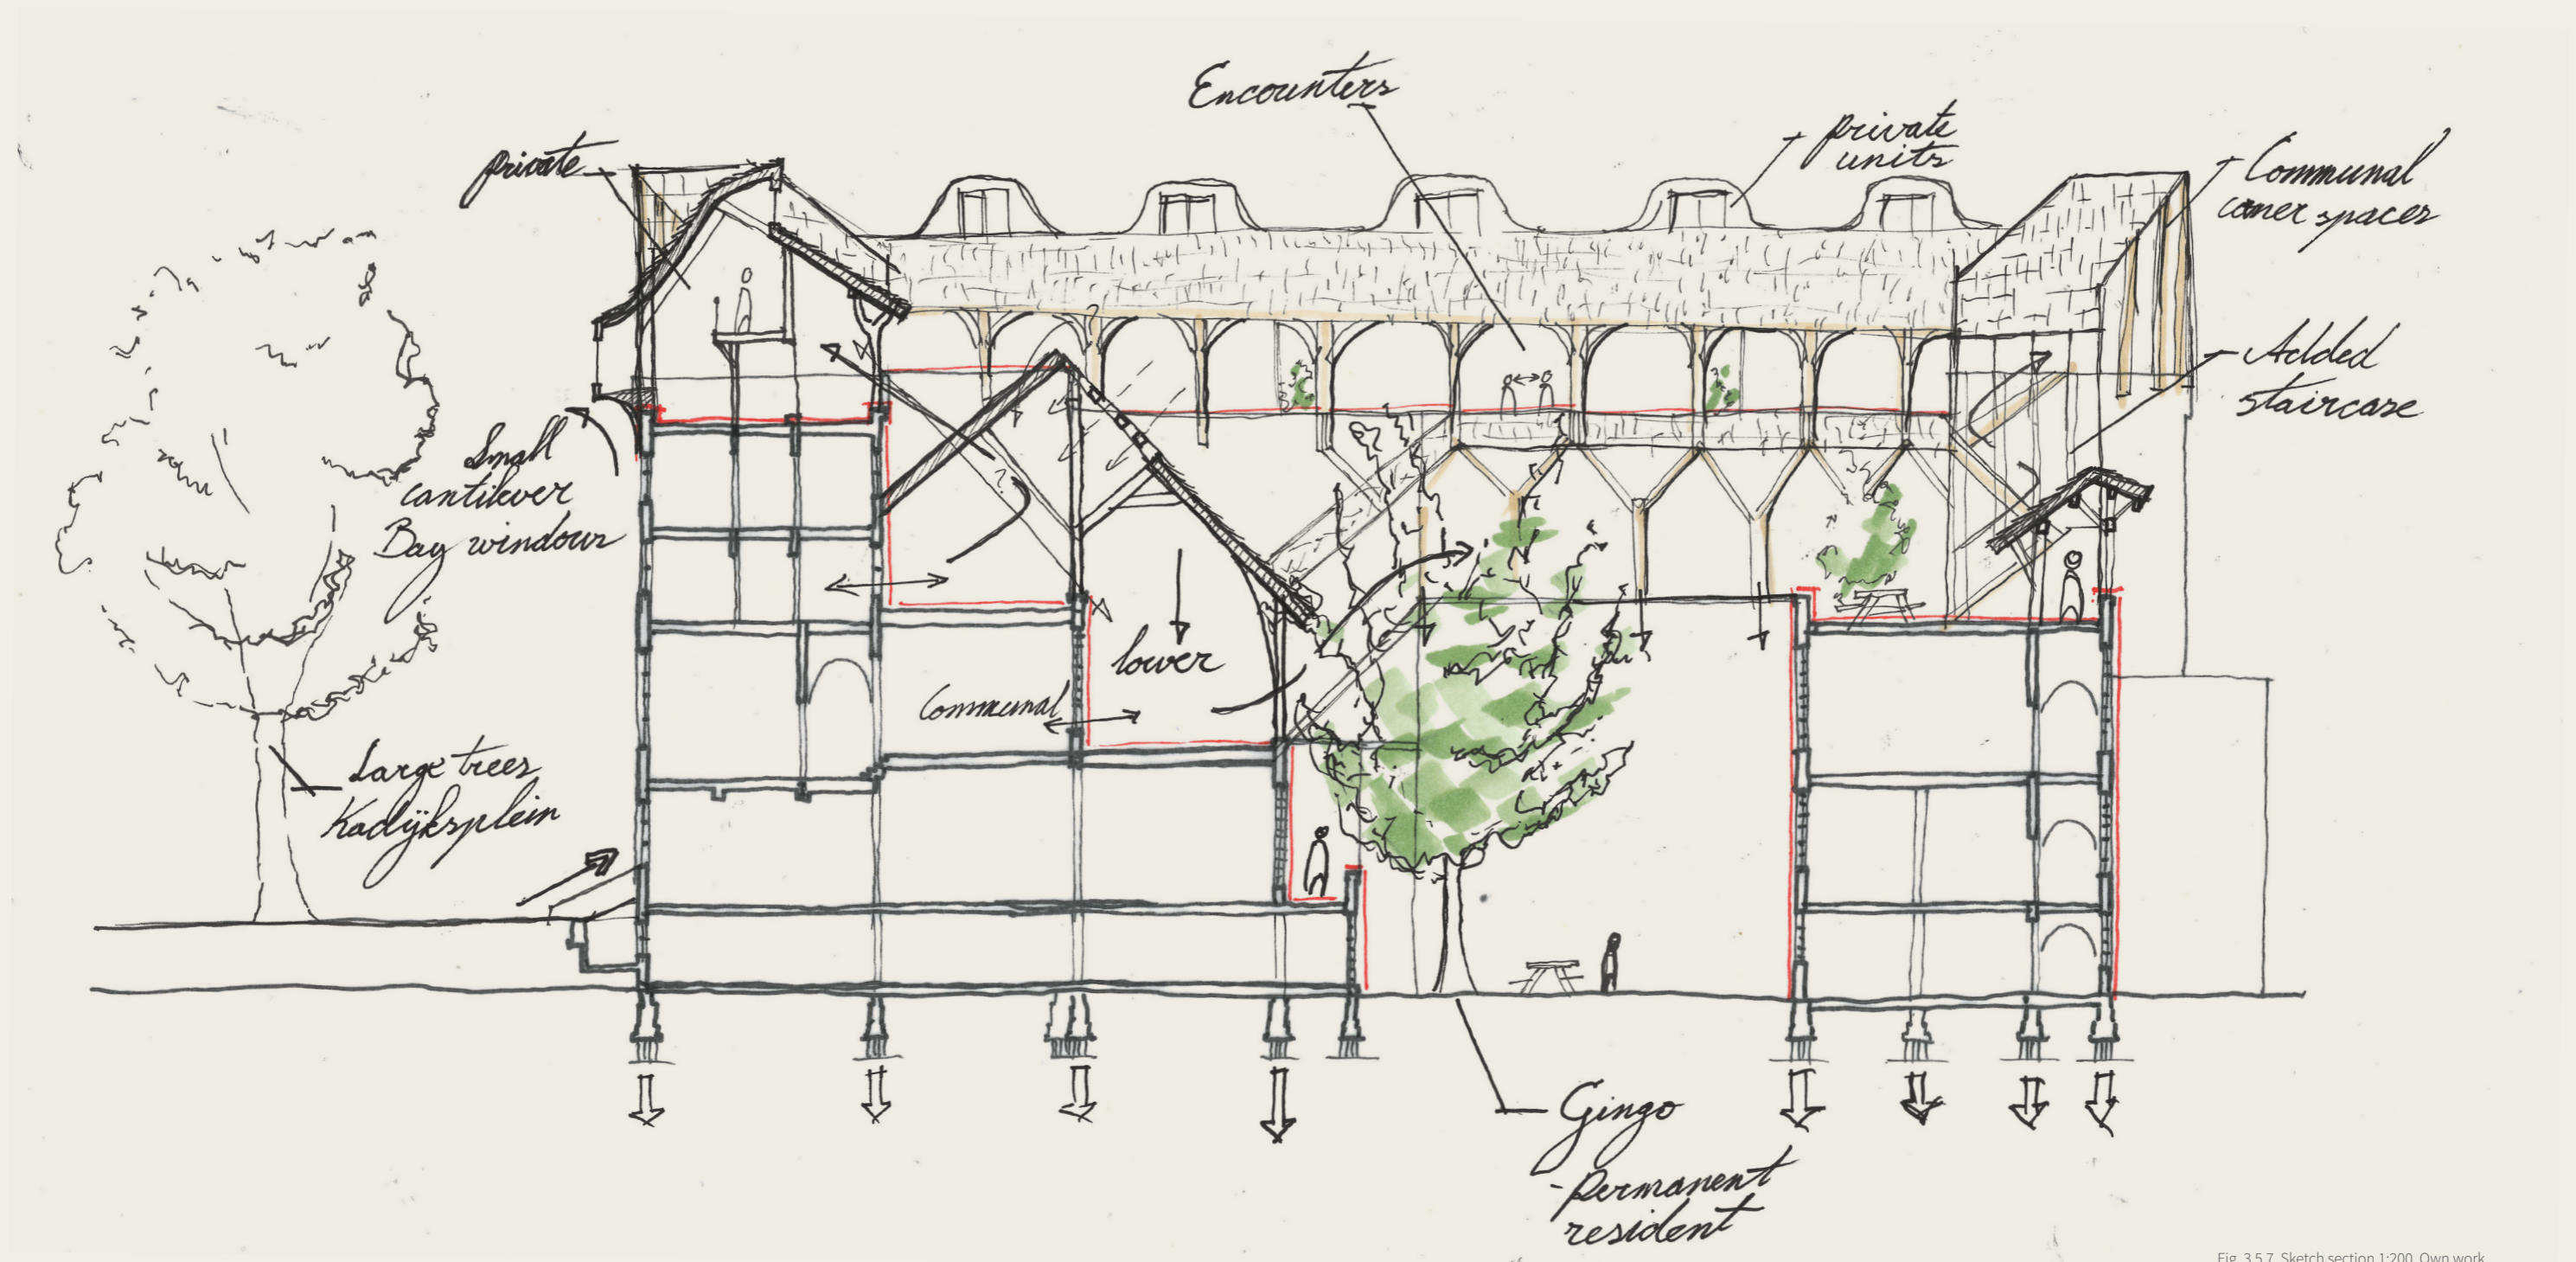 Encounters
private
private
units
Communal
corner spaces
Added
staircase
Small
cantilever
Bay windows
lower
Communal
Large trees
Kadijksplein
Gingo
- permanent
resident
Fig. 3.5.7. Sketch section 1:200. Own work